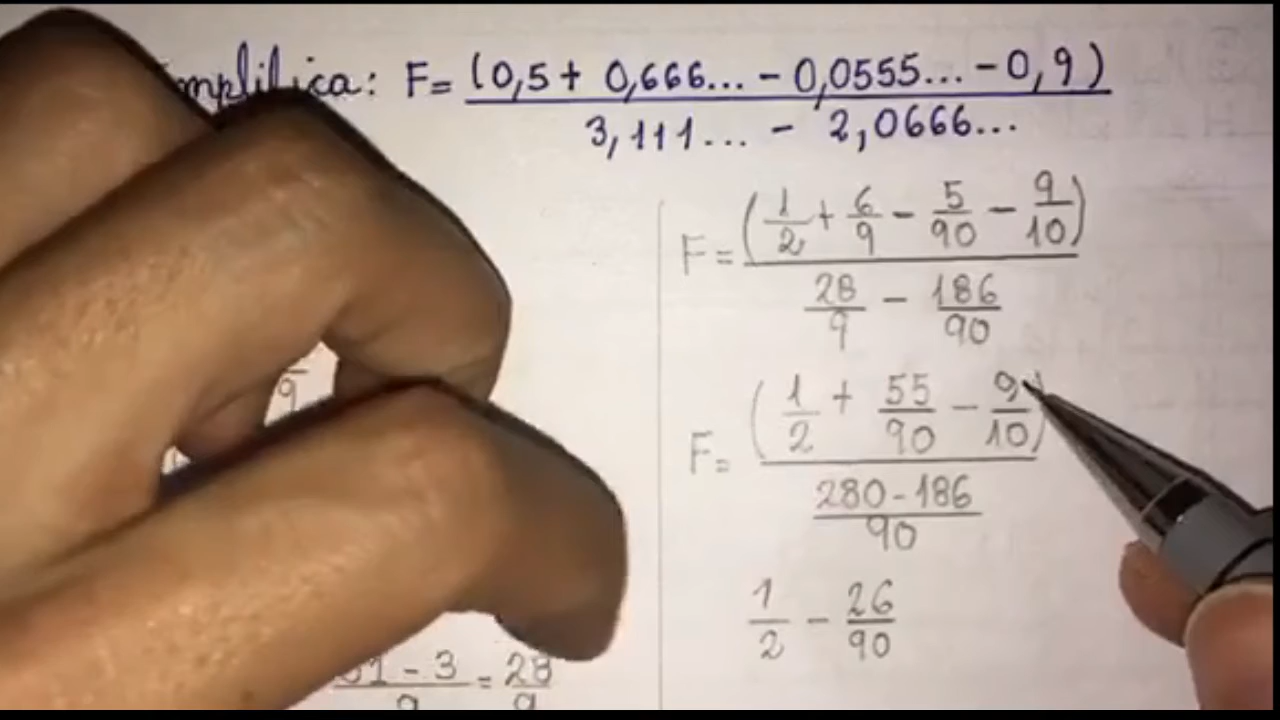 F= (0,5 + 0,666... - 0,0555... - 0,9)
3,111... - 2,0666...
F= (1/2 + 6/9 - 5/90 - 9/10)
28/9 - 186/90
F= (1/2 + 55/90 - 9/10)
280-186
90
1/2 - 26/90
- 3 = 28